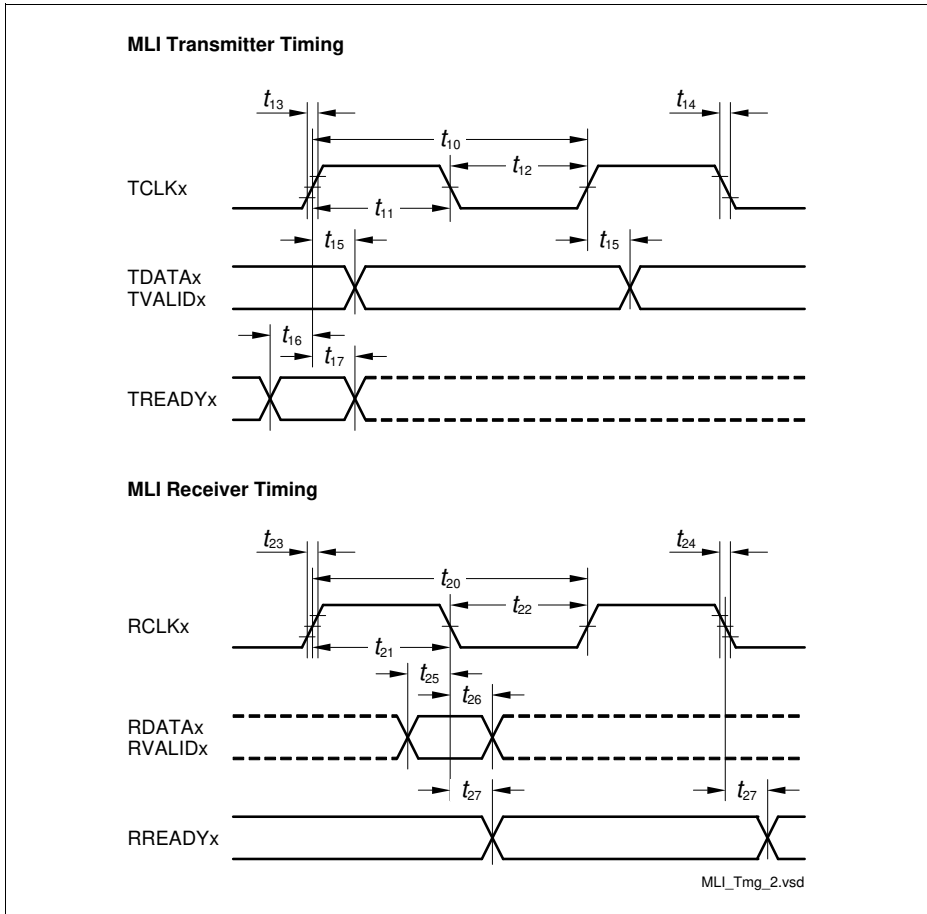 MLI Transmitter Timing
t13
t14
t10
t12
TCLKx
t11
t15
t15
TDATAx
TVALIDx
t16
t17
TREADYx
MLI Receiver Timing
t23
t24
t20
t22
RCLKx
t21
t25
t26
RDATAx
RVALIDx
t27
t27
RREADYx
MLI_Tmg_2.vsd